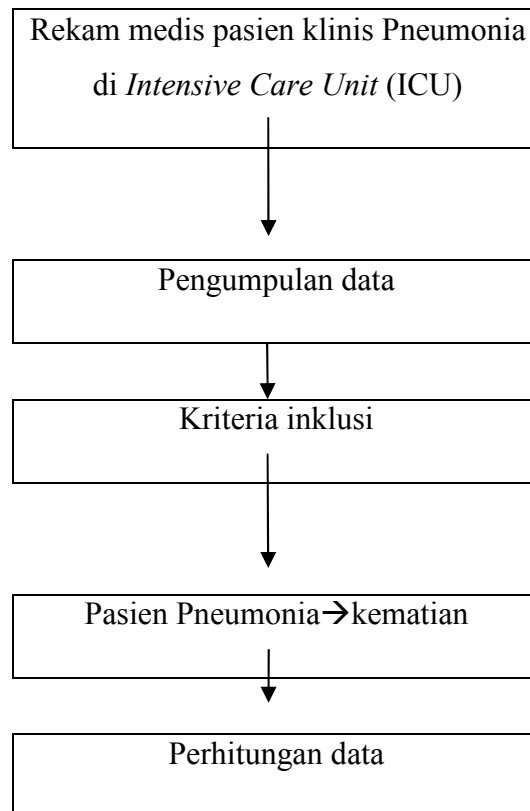 Rekam medis pasien klinis Pneumonia
di Intensive Care Unit (ICU)
Pengumpulan data
Kriteria inklusi
Pasien Pneumonia→kematian
Perhitungan data